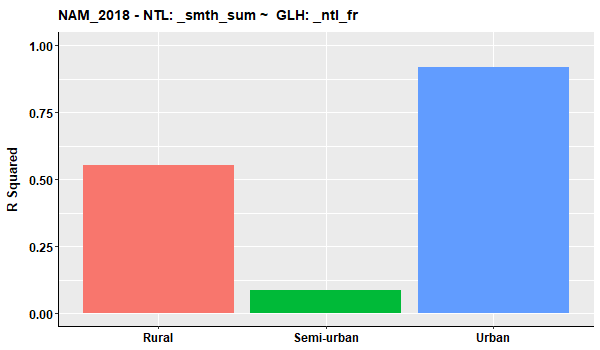 NAM_2018 - NTL: _smth_sum ~ GLH: _ntl_fr
1.00
0.75
0.50
0.25
0.00
R Squared
Rural Semi-urban Urban